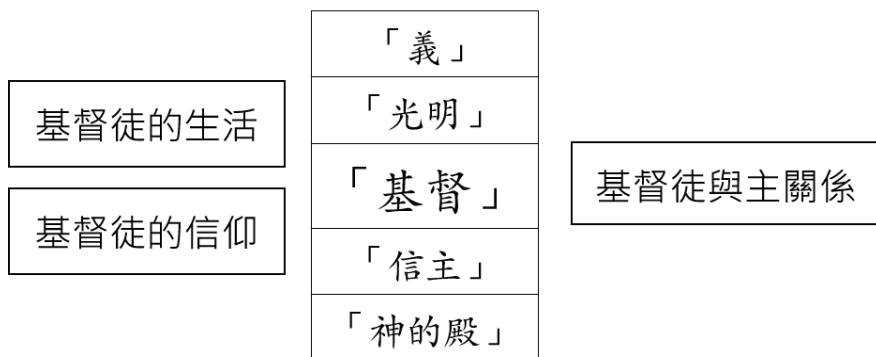 基督徒的生活
基督徒的信仰
「義」
「光明」
「基督」
「信主」
「神的殿」
基督徒與主關係